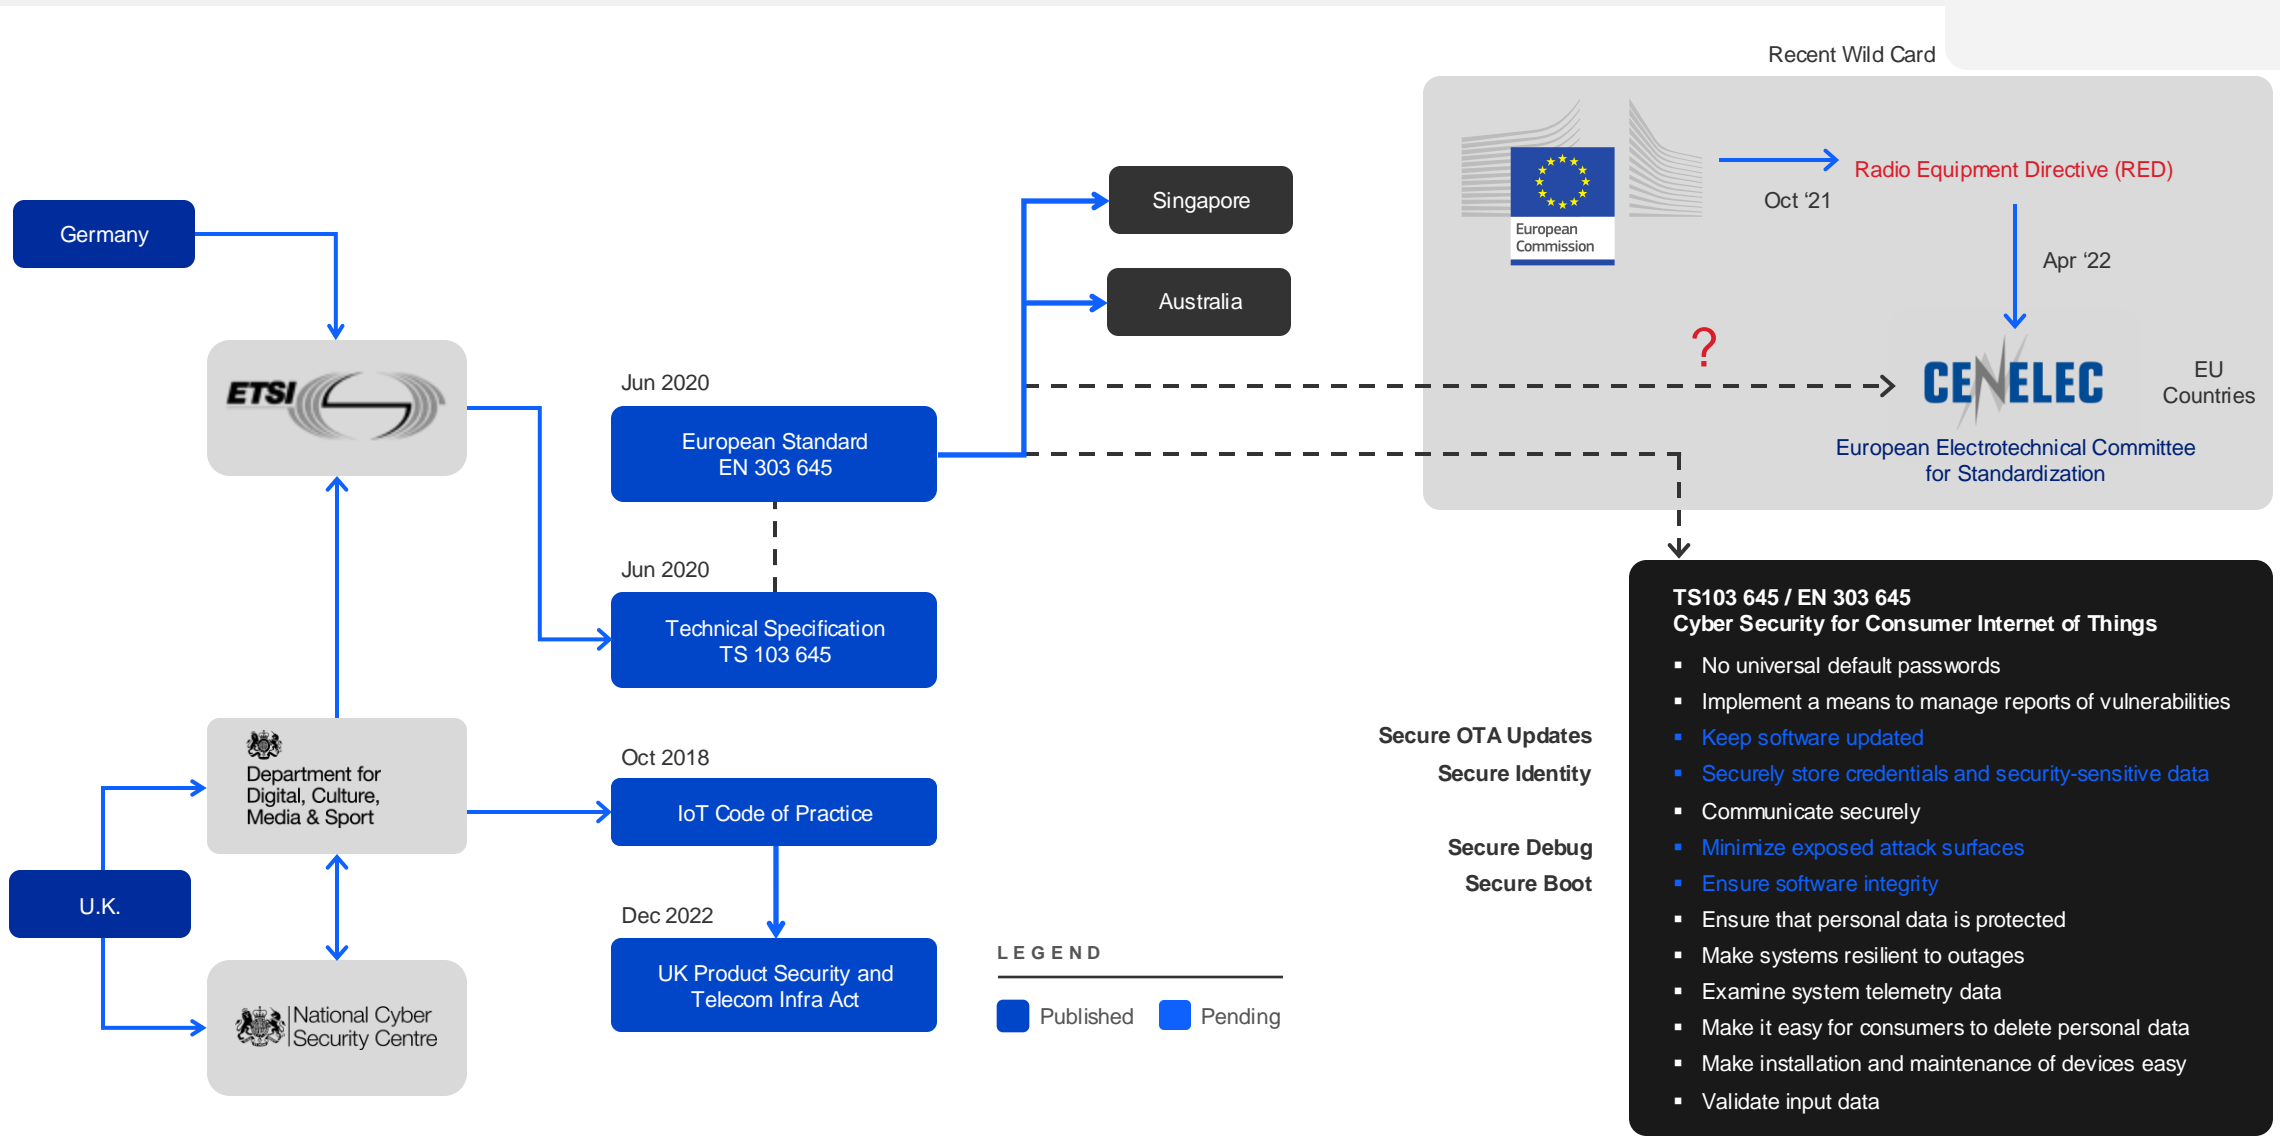 Recent Wild Card
European
Commission
Radio Equipment Directive (RED)
Oct ‘21
Apr ‘22
?
CENELEC
EU
Countries
European Electrotechnical Committee
for Standardization
Singapore
Australia
Germany
ETSI
Jun 2020
European Standard
EN 303 645
Jun 2020
Technical Specification
TS 103 645
Department for
Digital, Culture,
Media & Sport
Oct 2018
IoT Code of Practice
U.K.
Dec 2022
UK Product Security and
Telecom Infra Act
National Cyber
Security Centre
LEGEND
Published
Pending
Secure OTA Updates
Secure Identity
Secure Debug
Secure Boot
TS103 645 / EN 303 645
Cyber Security for Consumer Internet of Things
▪ No universal default passwords
▪ Implement a means to manage reports of vulnerabilities
▪ Keep software updated
▪ Securely store credentials and security-sensitive data
▪ Communicate securely
▪ Minimize exposed attack surfaces
▪ Ensure software integrity
▪ Ensure that personal data is protected
▪ Make systems resilient to outages
▪ Examine system telemetry data
▪ Make it easy for consumers to delete personal data
▪ Make installation and maintenance of devices easy
▪ Validate input data